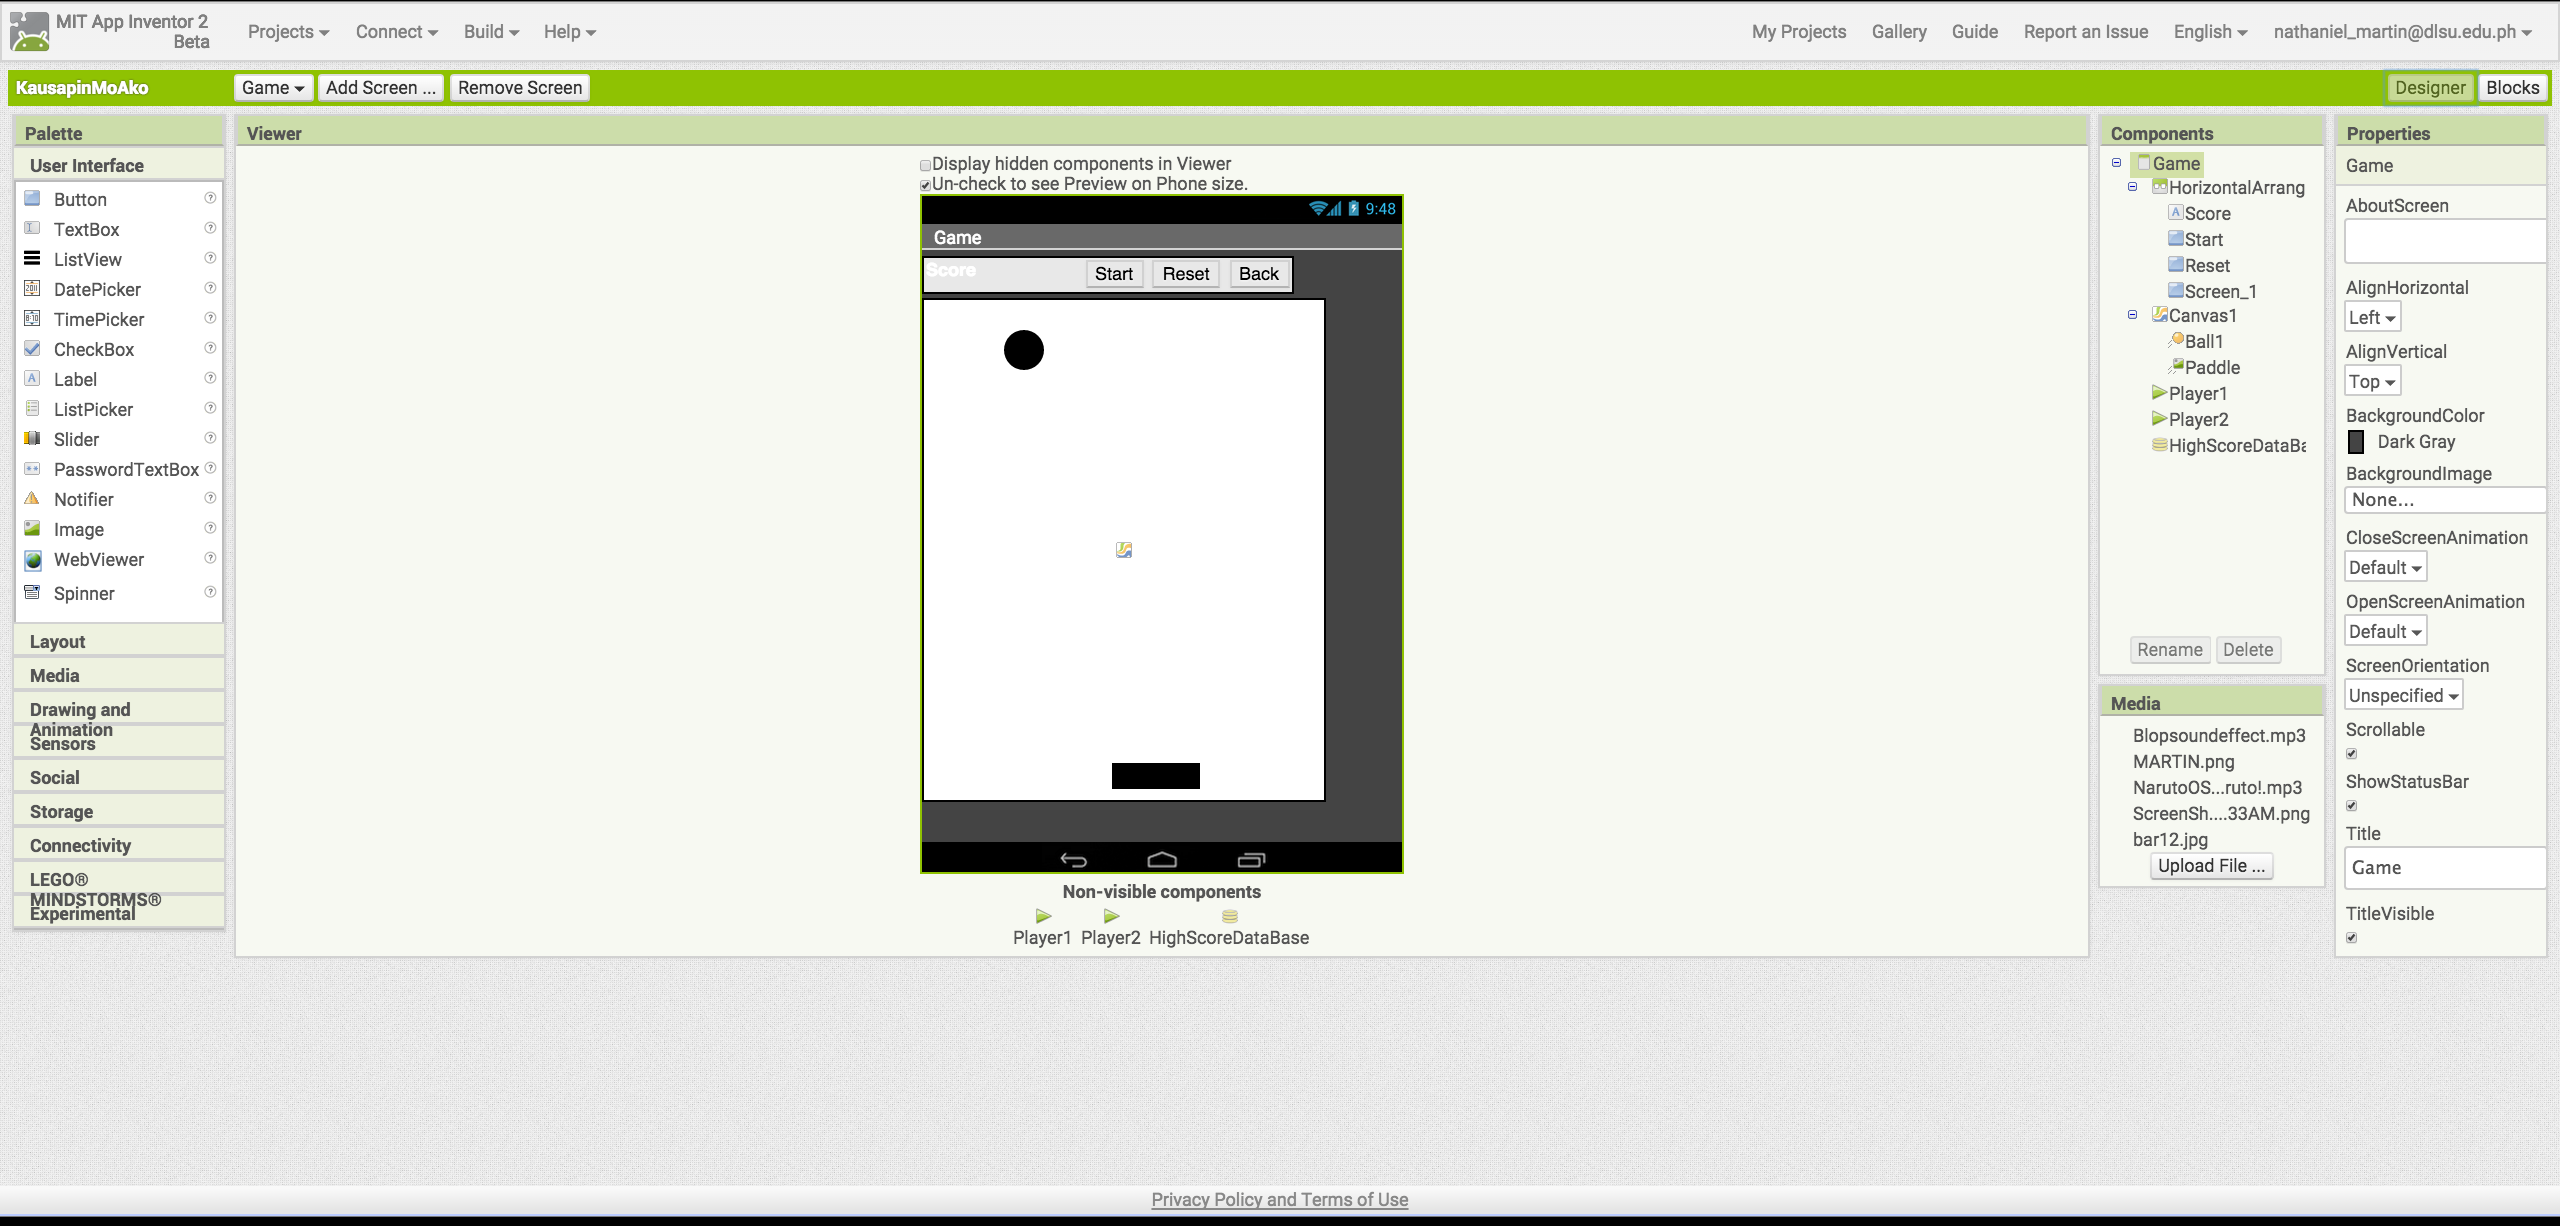 MIT App Inventor 2
Beta
Projects Connect Build Help
My Projects Gallery Guide Report an Issue English nathaniel_martin@dlsu.edu.ph
KausapinMoAko
Game Add Screen ... Remove Screen
Designer Blocks
Palette
User Interface
Button
TextBox
ListView
DatePicker
TimePicker
CheckBox
Label
ListPicker
Slider
PasswordTextBox
Notifier
Image
WebViewer
Spinner
Layout
Media
Drawing and
Animation
Sensors
Social
Storage
Connectivity
LEGO®
MINDSTORMS®
Experimental
Viewer
Display hidden components in Viewer
Un-check to see Preview on Phone size.
9:48
Game
Score Start Reset Back
Non-visible components
Player1 Player2 HighScoreDataBase
Components
Game
HorizontalArrang
Score
Start
Reset
Screen_1
Canvas1
Ball1
Paddle
Player1
Player2
HighScoreDataBa
Rename Delete
Media
Blopsoundeffect.mp3
MARTIN.png
NarutoOS...ruto!.mp3
ScreenSh....33AM.png
bar12.jpg
Upload File ...
Properties
Game
AboutScreen
AlignHorizontal
Left
AlignVertical
Top
BackgroundColor
Dark Gray
BackgroundImage
None...
CloseScreenAnimation
Default
OpenScreenAnimation
Default
ScreenOrientation
Unspecified
Scrollable
ShowStatusBar
Title
Game
TitleVisible
Privacy Policy and Terms of Use